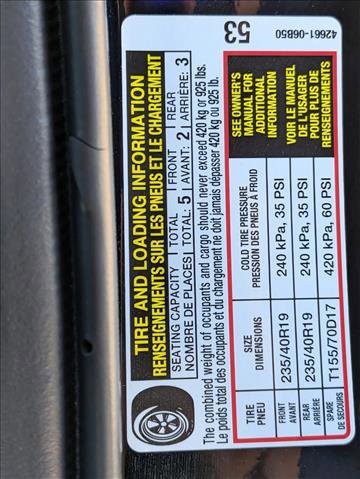 42661-06B50
53
TIRE AND LOADING INFORMATION
RENSEIGNEMENTS SUR LES PNEUS ET LE CHARGEMENT
SEATING CAPACITY | TOTAL | FRONT | REAR
NOMBRE DE PLACES | TOTAL: 5 | AVANT: 2 | ARRIÈRE: 3
The combined weight of occupants and cargo should never exceed 420 kg or 925 lbs.
Le poids total des occupants et du chargement ne doit jamais dépasser 420 kg ou 925 lb.
TIRE PNEU | SIZE DIMENSIONS | COLD TIRE PRESSURE PRESSION DES PNEUS À FROID
FRONT AVANT | 235/40R19 | 240 kPa, 35 PSI
REAR ARRIÈRE | 235/40R19 | 240 kPa, 35 PSI
SPARE DE SECOURS | T155/70D17 | 420 kPa, 60 PSI
SEE OWNER'S
MANUAL FOR
ADDITIONAL
INFORMATION
VOIR LE MANUEL
DE L'USAGER
POUR PLUS DE
RENSEIGNEMENTS